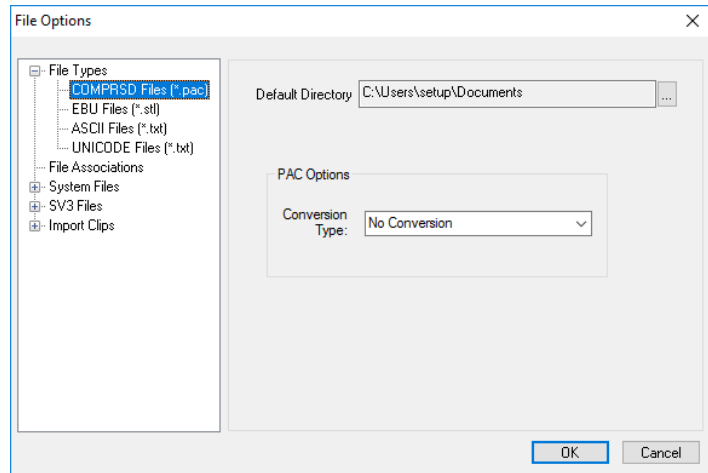 File Options
File Types
COMPRSD Files (*.pac)
EBU Files (*.stl)
ASCII Files (*.txt)
UNICODE Files (*.txt)
File Associations
System Files
SV3 Files
Import Clips
Default Directory C:\Users\setup\Documents ...
PAC Options
Conversion
Type: No Conversion
OK Cancel